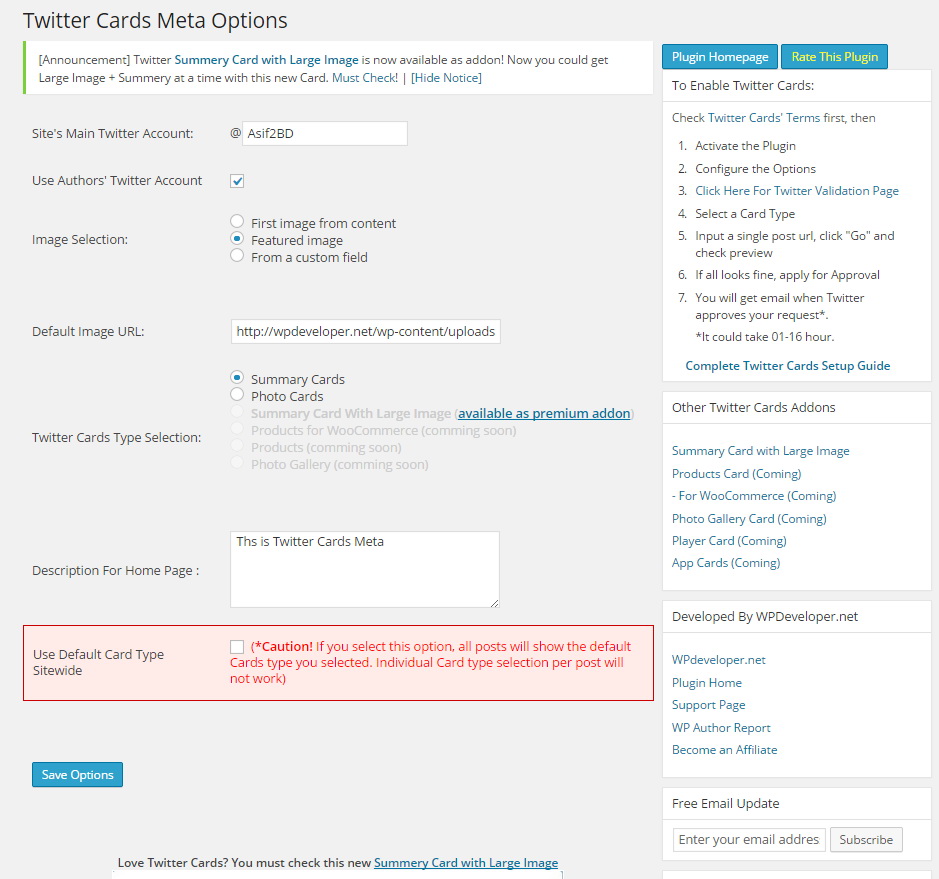 Twitter Cards Meta Options
[Announcement] Twitter Summery Card with Large Image is now available as addon! Now you could get
Large Image + Summery at a time with this new Card. Must Check! | [Hide Notice]
Site's Main Twitter Account:
@ Asif2BD
Use Authors' Twitter Account
Image Selection:
First image from content
Featured image
From a custom field
Default Image URL:
http://wpdeveloper.net/wp-content/uploads
Twitter Cards Type Selection:
Summary Cards
Photo Cards
Summary Card With Large Image (available as premium addon)
Products for WooCommerce (comming soon)
Products (comming soon)
Photo Gallery (comming soon)
Description For Home Page :
Ths is Twitter Cards Meta
Use Default Card Type
Sitewide
(*Caution! If you select this option, all posts will show the default
Cards type you selected. Individual Card type selection per post will
not work)
Save Options
Love Twitter Cards? You must check this new Summery Card with Large Image
Plugin Homepage
Rate This Plugin
To Enable Twitter Cards:
Check Twitter Cards' Terms first, then
1. Activate the Plugin
2. Configure the Options
3. Click Here For Twitter Validation Page
4. Select a Card Type
5. Input a single post url, click "Go" and
check preview
6. If all looks fine, apply for Approval
7. You will get email when Twitter
approves your request*.
*It could take 01-16 hour.
Complete Twitter Cards Setup Guide
Other Twitter Cards Addons
Summary Card with Large Image
Products Card (Coming)
- For WooCommerce (Coming)
Photo Gallery Card (Coming)
Player Card (Coming)
App Cards (Coming)
Developed By WPDeveloper.net
WPdeveloper.net
Plugin Home
Support Page
WP Author Report
Become an Affiliate
Free Email Update
Enter your email addres
Subscribe